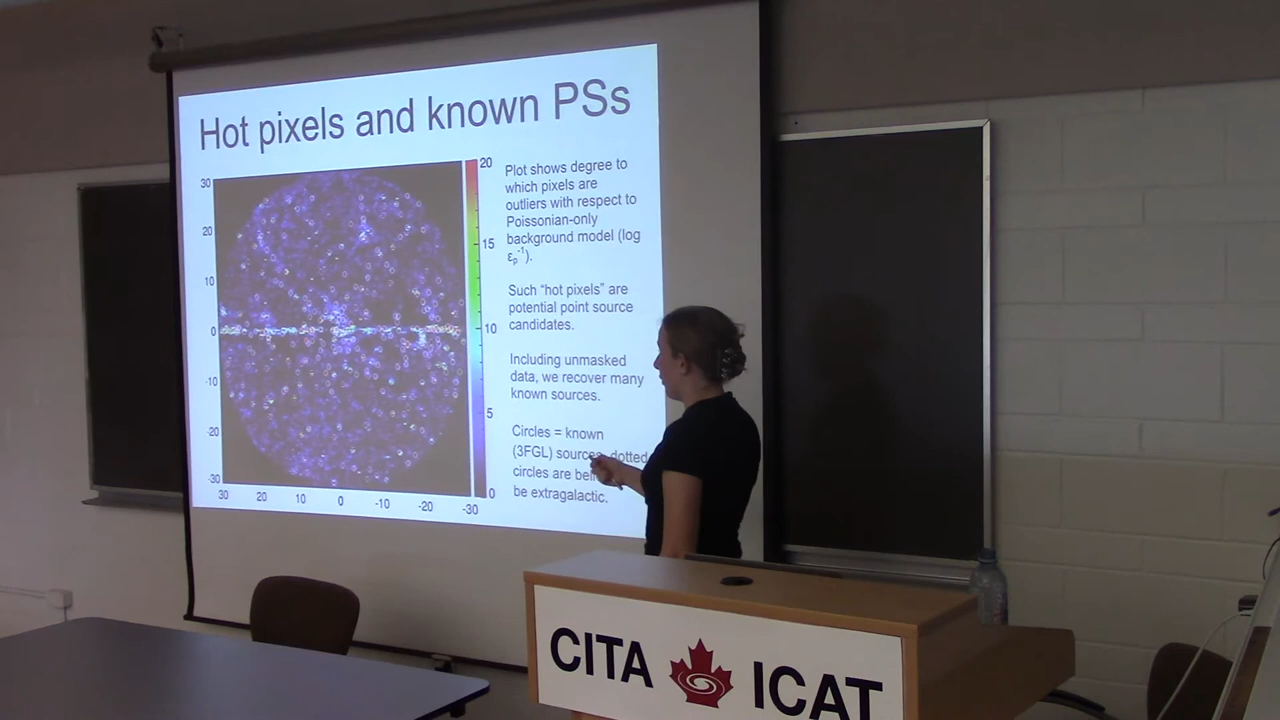 Hot pixels and known PSs
30
20
10
0
-10
-20
-30
30
20
10
0
-10
-20
-30
20
15
10
5
0
Plot shows degree to
which pixels are
outliers with respect to
Poissonian-only
background model (log
εp-1).
Such "hot pixels" are
potential point source
candidates.
Including unmasked
data, we recover many
known sources.
Circles = known
(3FGL) sources, dotted
circles are
be extragalactic.
CITA ICAT